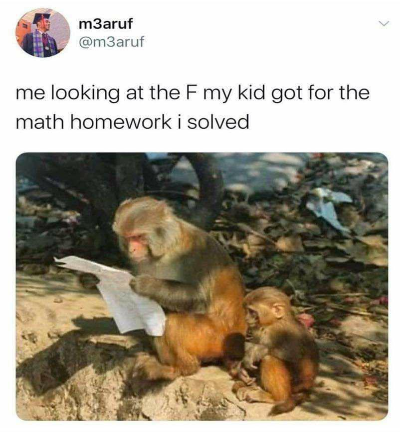 m3aruf
@m3aruf
me looking at the F my kid got for the
math homework i solved